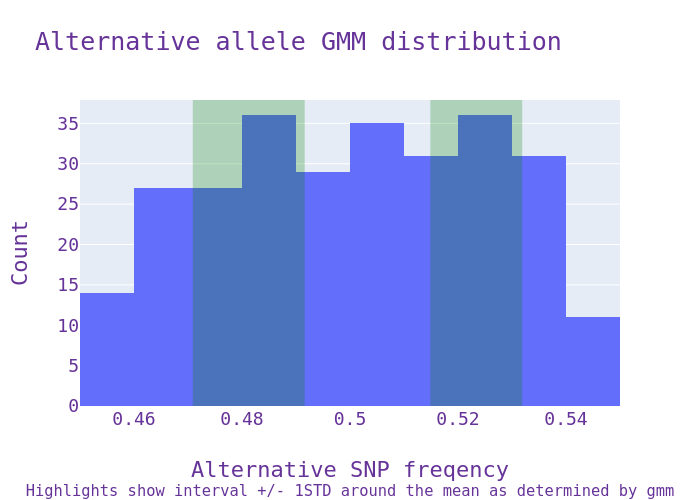 Alternative allele GMM distribution
35
30
25
20
15
10
5
0
Count
0.46 0.48 0.5 0.52 0.54
Alternative SNP freqency
Highlights show interval +/- 1STD around the mean as determined by gmm